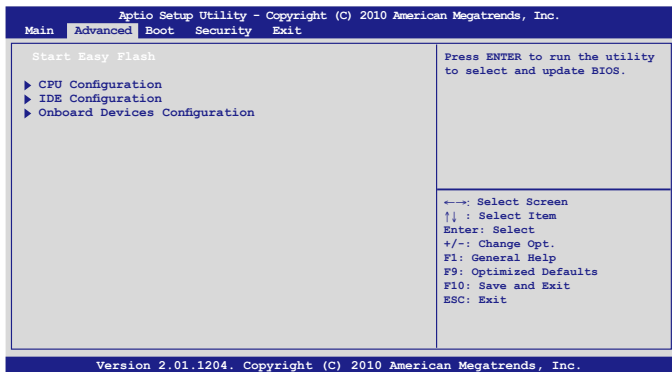 Aptio Setup Utility - Copyright (C) 2010 American Megatrends, Inc.
Main Advanced Boot Security Exit
Start Easy Flash
CPU Configuration
IDE Configuration
Onboard Devices Configuration
Press ENTER to run the utility
to select and update BIOS.
←→: Select Screen
↑↓ : Select Item
Enter: Select
+/-: Change Opt.
F1: General Help
F9: Optimized Defaults
F10: Save and Exit
ESC: Exit
Version 2.01.1204. Copyright (C) 2010 American Megatrends, Inc.